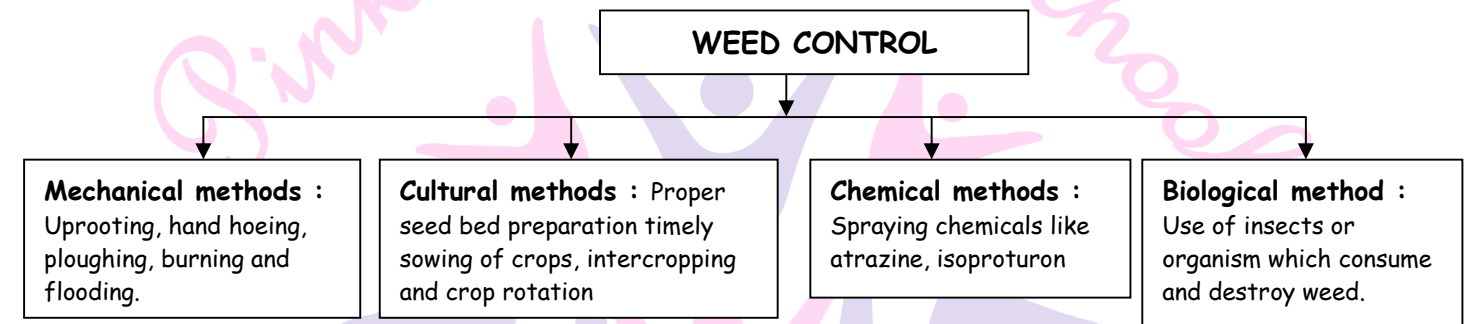 WEED CONTROL
Mechanical methods :
Uprooting, hand hoeing,
ploughing, burning and
flooding.
Cultural methods : Proper
seed bed preparation timely
sowing of crops, intercropping
and crop rotation
Chemical methods :
Spraying chemicals like
atrazine, isoproturon
Biological method :
Use of insects or
organism which consume
and destroy weed.